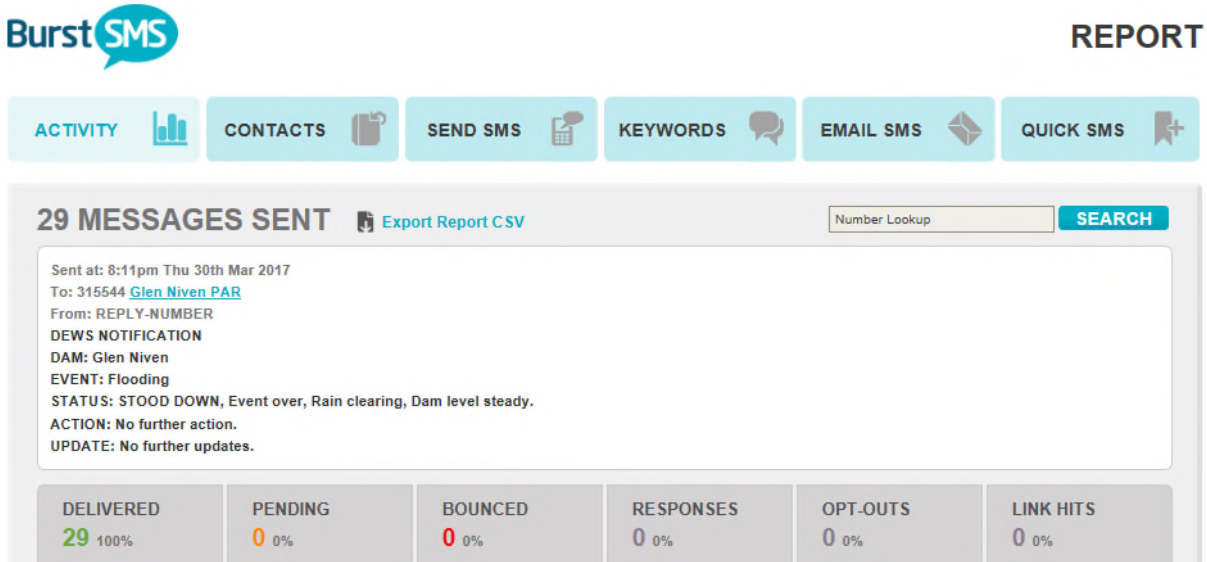 Burst SMS
REPORT
ACTIVITY
CONTACTS
SEND SMS
KEYWORDS
EMAIL SMS
QUICK SMS
29 MESSAGES SENT
Export Report CSV
Number Lookup
SEARCH
Sent at: 8:11pm Thu 30th Mar 2017
To: 315544 Glen Niven PAR
From: REPLY-NUMBER
DEWS NOTIFICATION
DAM: Glen Niven
EVENT: Flooding
STATUS: STOOD DOWN, Event over, Rain clearing, Dam level steady.
ACTION: No further action.
UPDATE: No further updates.
DELIVERED
29 100%
PENDING
0 0%
BOUNCED
0 0%
RESPONSES
0 0%
OPT-OUTS
0 0%
LINK HITS
0 0%